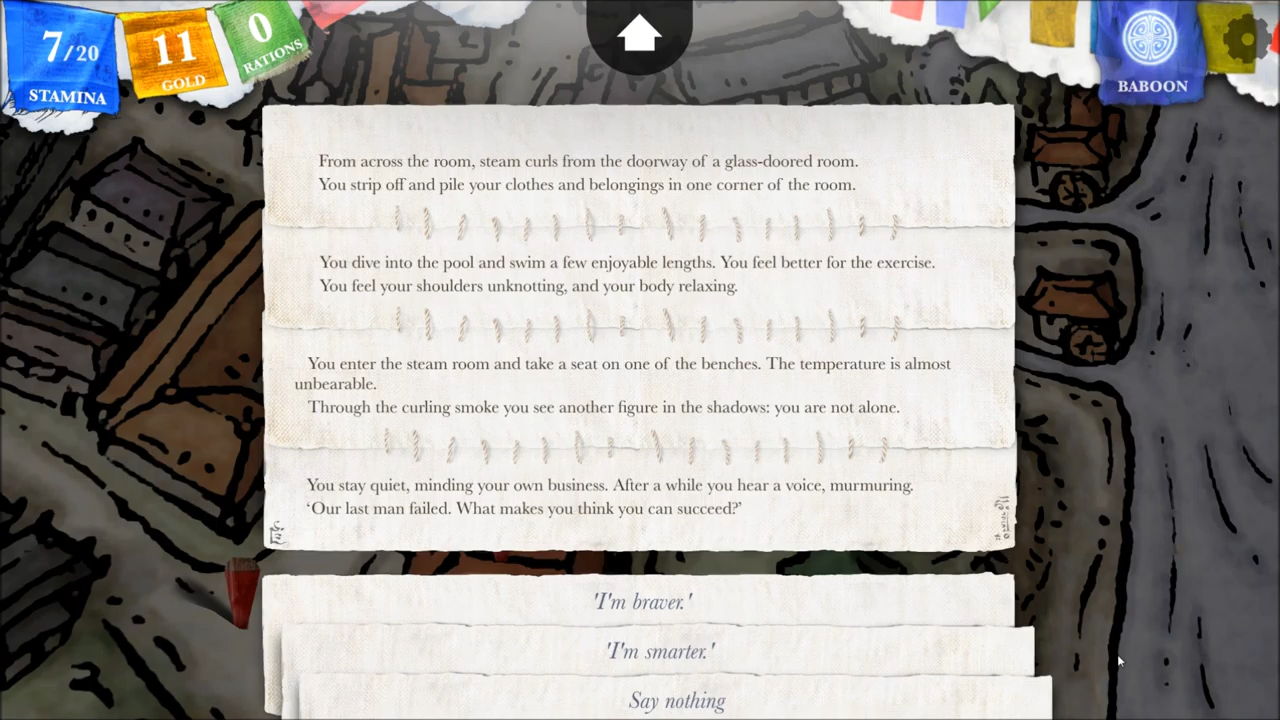 7/20
STAMINA
11
GOLD
0
RATIONS
BABOON
From across the room, steam curls from the doorway of a glass-doored room.
You strip off and pile your clothes and belongings in one corner of the room.
You dive into the pool and swim a few enjoyable lengths. You feel better for the exercise.
You feel your shoulders unknotting, and your body relaxing.
You enter the steam room and take a seat on one of the benches. The temperature is almost
unbearable.
Through the curling smoke you see another figure in the shadows: you are not alone.
You stay quiet, minding your own business. After a while you hear a voice, murmuring.
‘Our last man failed. What makes you think you can succeed?’
'I'm braver.'
'I'm smarter.'
Say nothing